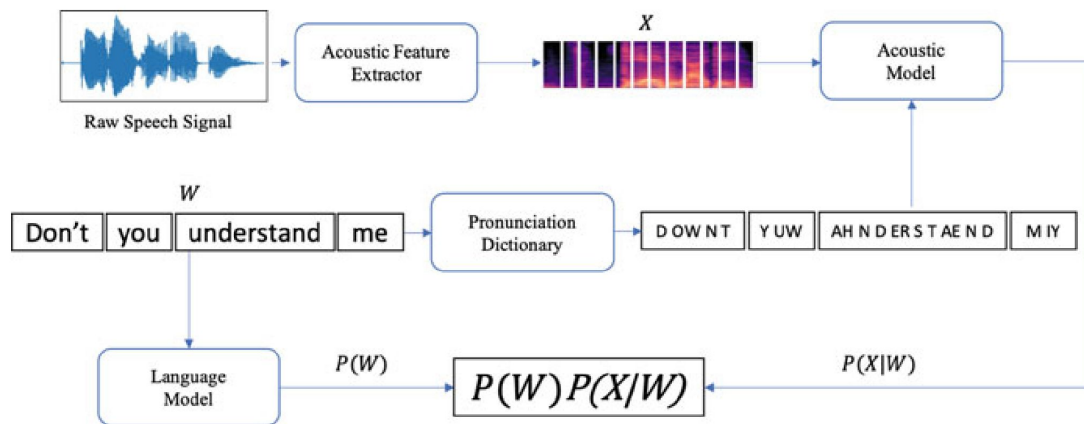 X
Acoustic Feature
Extractor
Acoustic
Model
Raw Speech Signal
W
Don't you understand me
Pronunciation
Dictionary
D OW N T Y UW AH N D ER S T AE N D M IY
Language
Model
P(W)
P(W)P(X/W)
P(X|W)